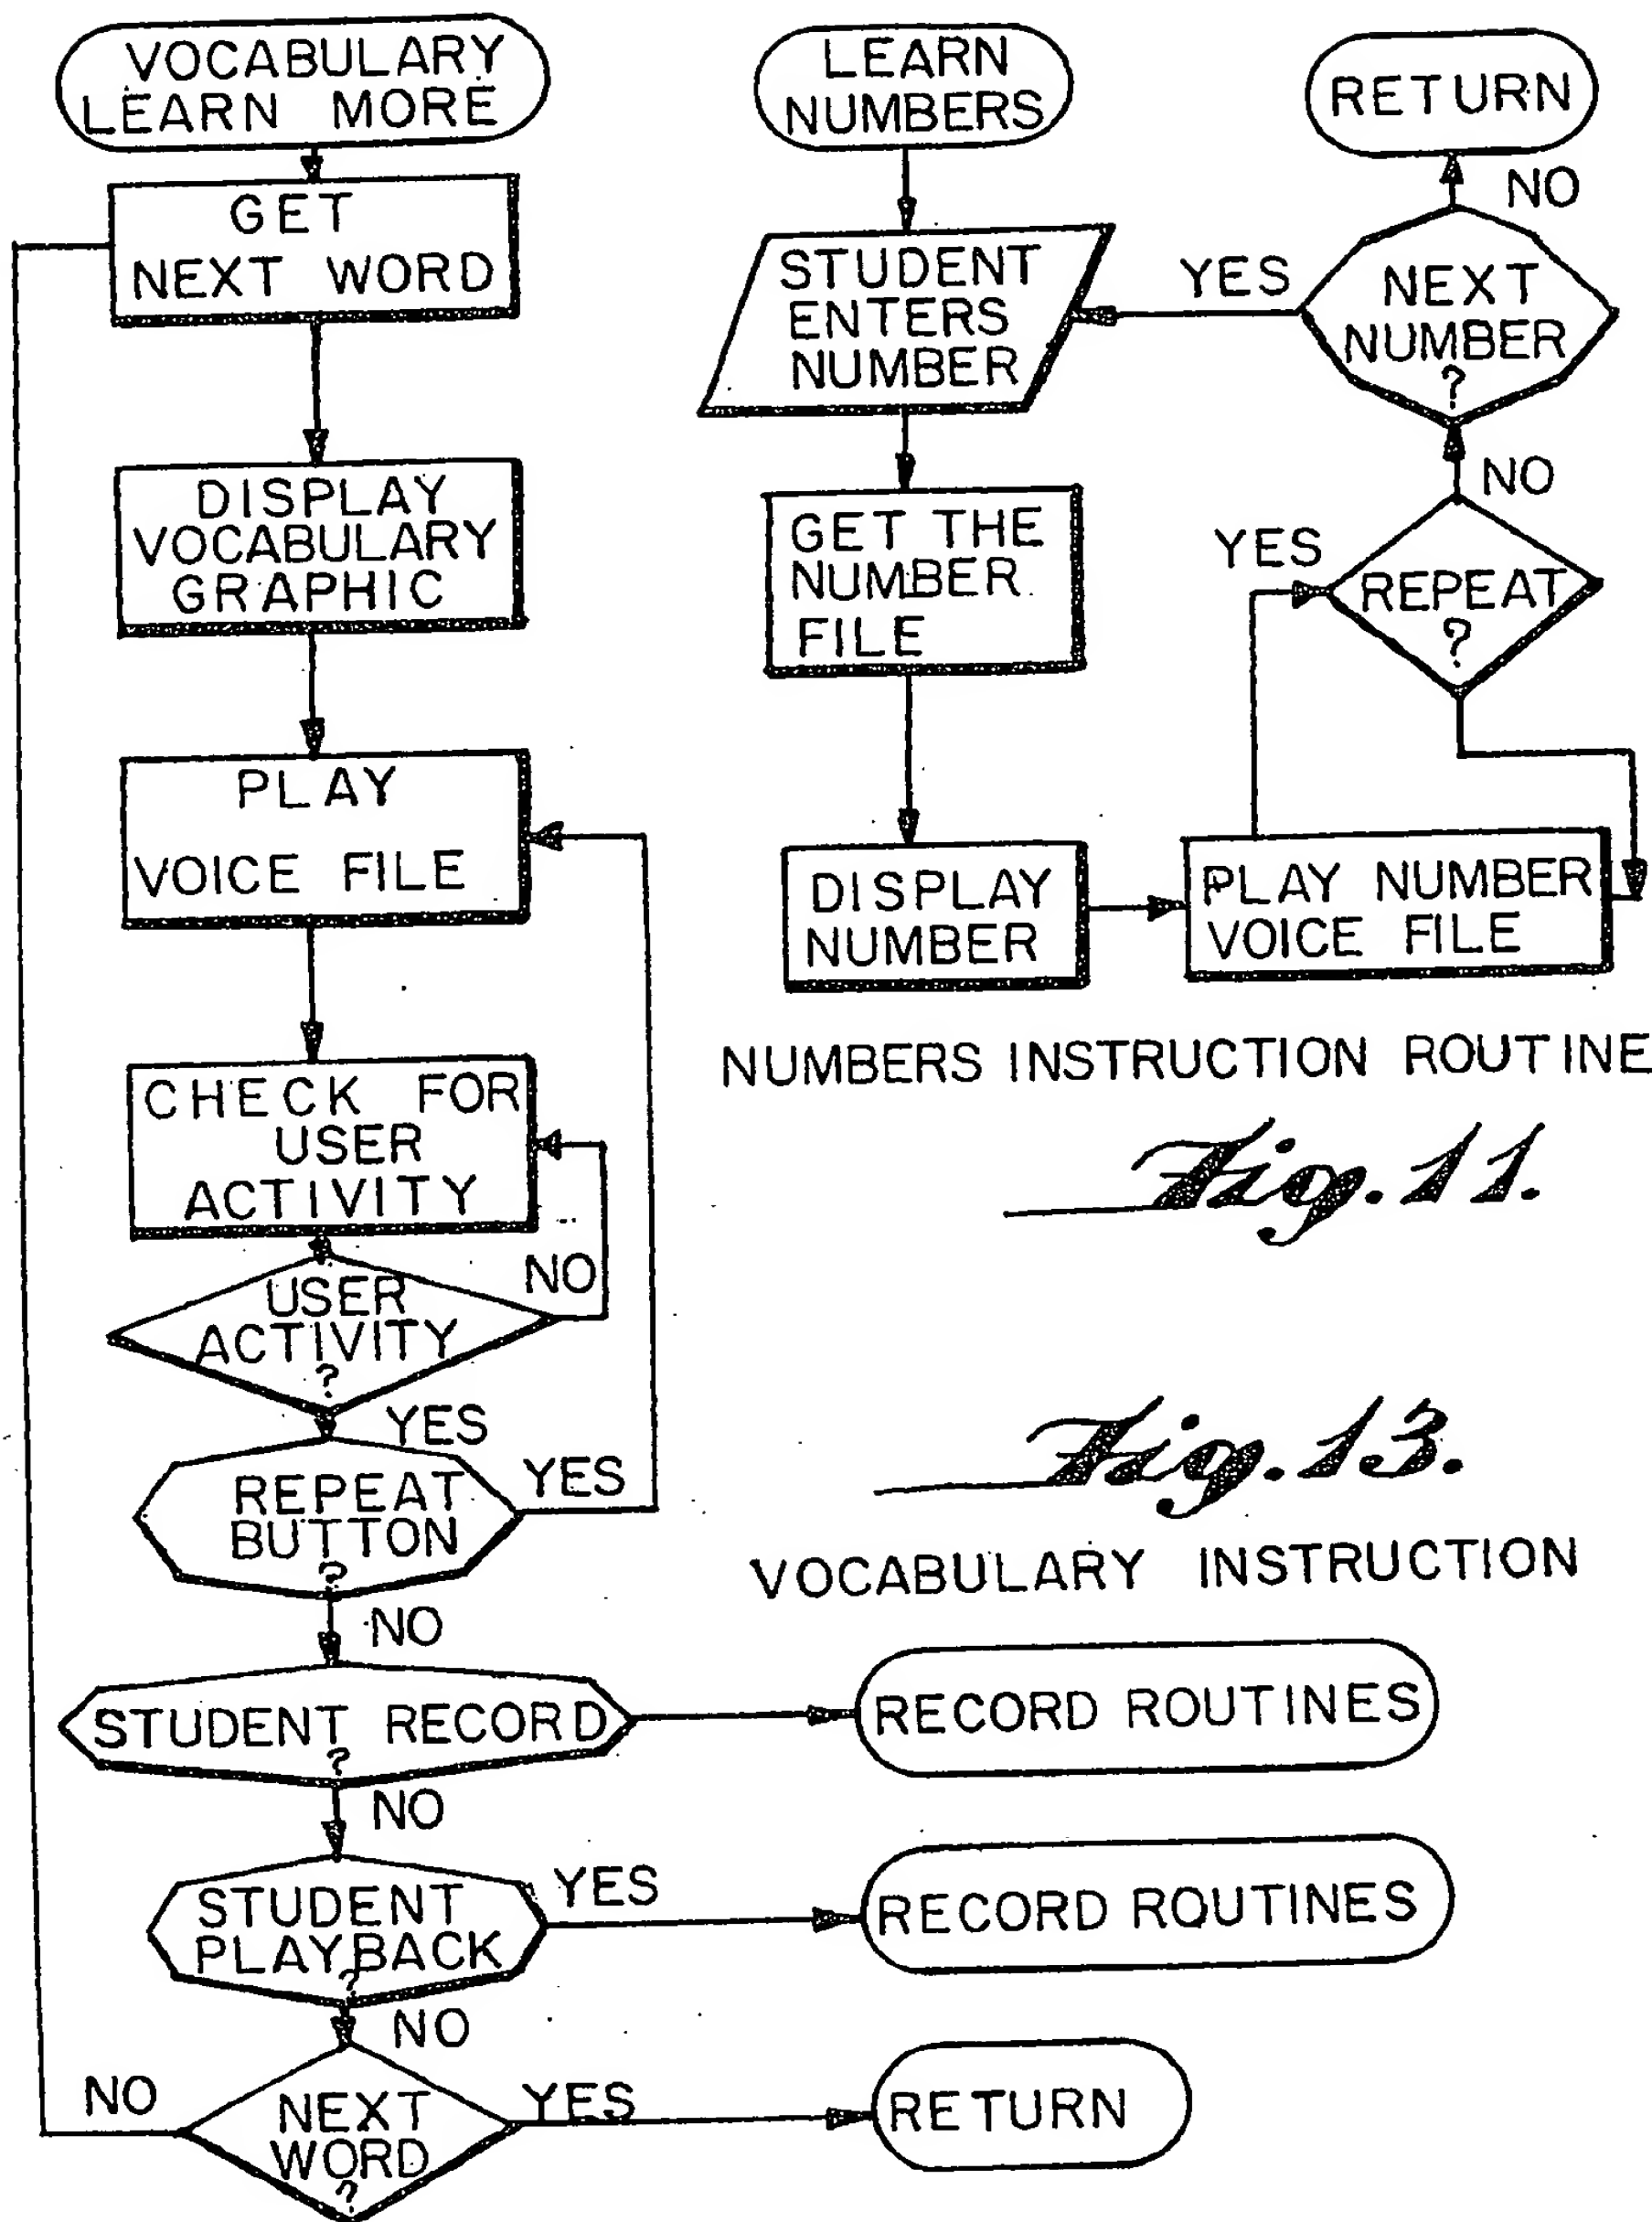 VOCABULARY
LEARN MORE
GET
NEXT WORD
DISPLAY
VOCABULARY
GRAPHIC
PLAY
VOICE FILE
CHECK FOR
USER
ACTIVITY
NO
USER
ACTIVITY
?
YES
REPEAT
BUTTON
?
YES
NO
STUDENT RECORD
?
RECORD ROUTINES
NO
STUDENT
PLAYBACK
?
YES
RECORD ROUTINES
NO
NEXT
WORD
?
NO
YES
RETURN
LEARN
NUMBERS
STUDENT
ENTERS
NUMBER
GET THE
NUMBER
FILE
DISPLAY
NUMBER
PLAY NUMBER
VOICE FILE
YES
REPEAT
?
NO
NEXT
NUMBER
?
YES
NO
RETURN
NUMBERS INSTRUCTION ROUTINE
Fig. 11.
Fig. 13.
VOCABULARY INSTRUCTION